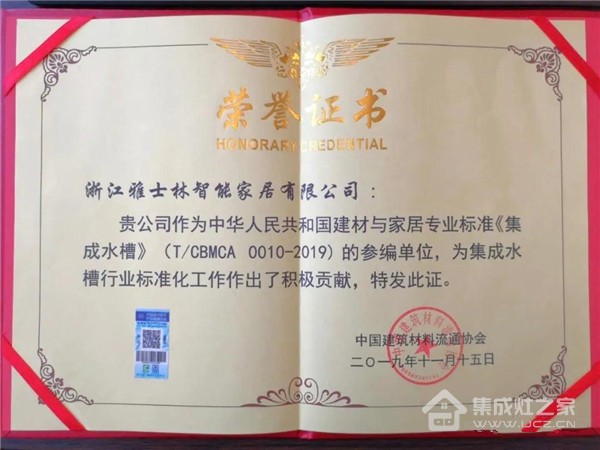 荣誉证书
HONORARY CREDENTIAL
浙江雅士林智能家居有限公司：
贵公司作为中华人民共和国建材与家居专业标准《集
成水槽》（T/CBMCA 0010-2019）的参编单位，为集成水
槽行业标准化工作作出了积极贡献，特发此证。
中国建筑材料流通协会
二〇一九年十一月十五日
集成灶之家
WWW.JCZ.CN